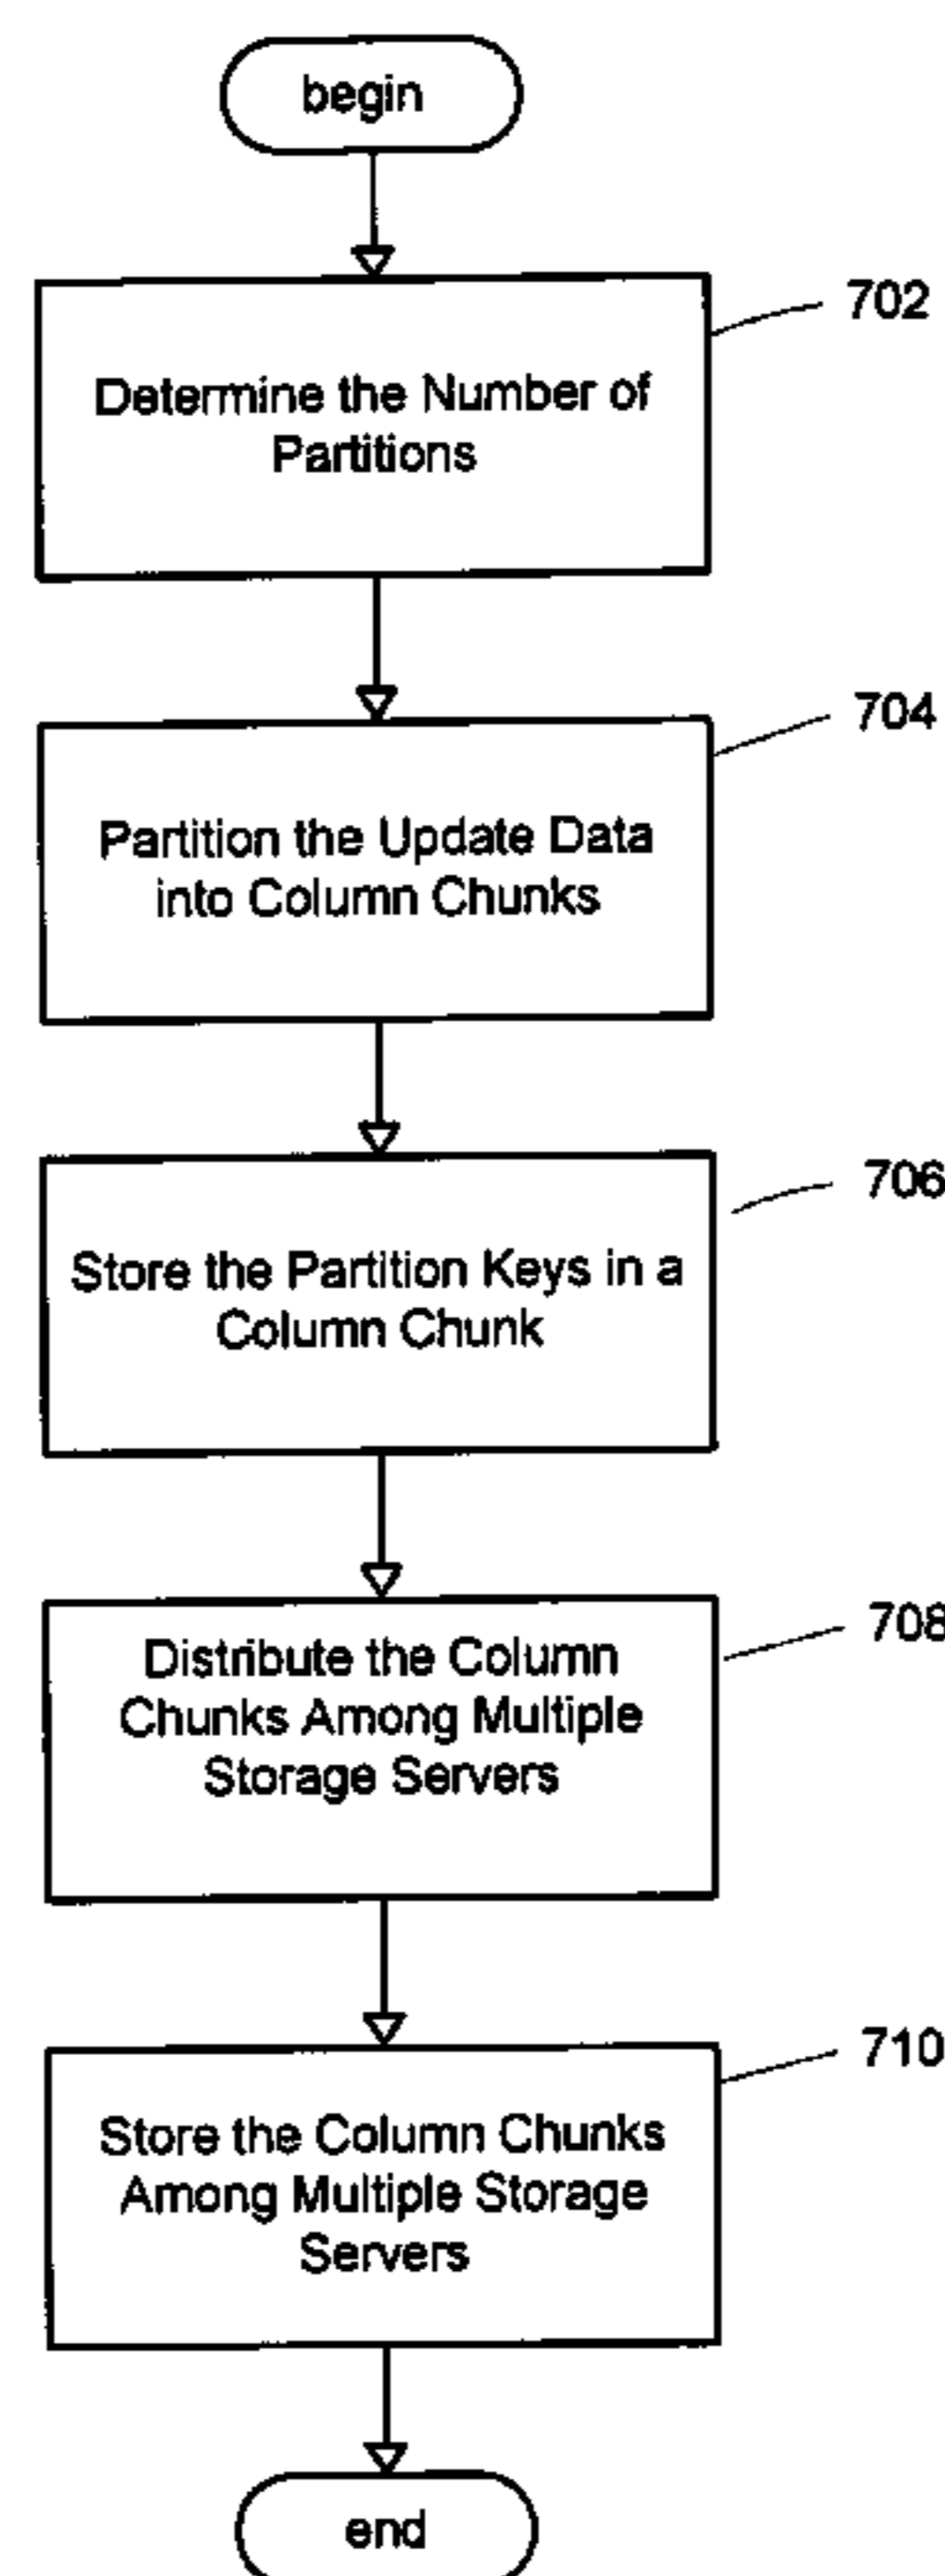 begin
702
Determine the Number of
Partitions
704
Partition the Update Data
into Column Chunks
706
Store the Partition Keys in a
Column Chunk
708
Distribute the Column
Chunks Among Multiple
Storage Servers
710
Store the Column Chunks
Among Multiple Storage
Servers
end